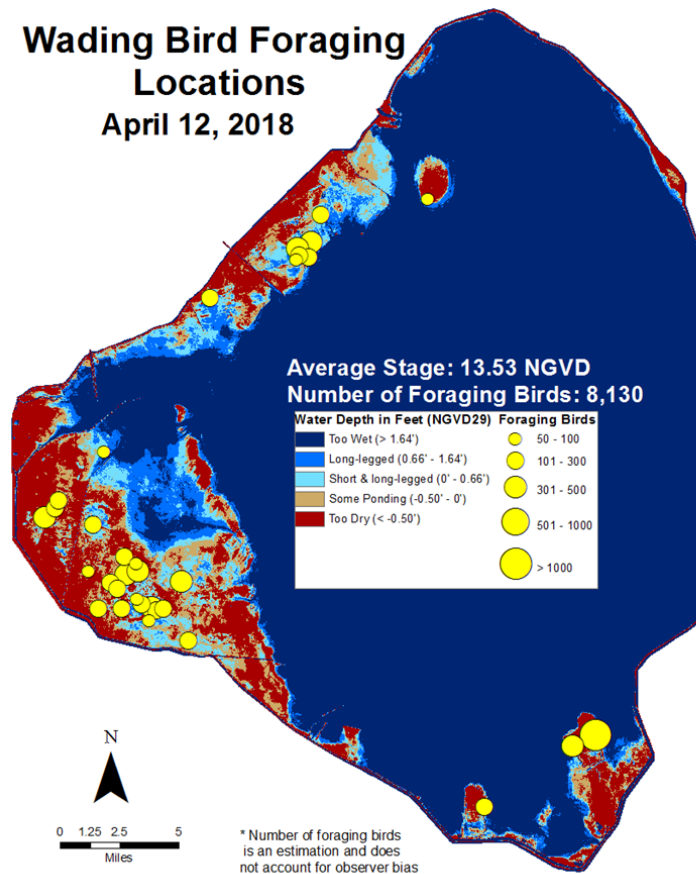 Wading Bird Foraging
Locations
April 12, 2018
Average Stage: 13.53 NGVD
Number of Foraging Birds: 8,130
Water Depth in Feet (NGVD29)
Too Wet (> 1.64')
Long-legged (0.66' - 1.64')
Short & long-legged (0' - 0.66')
Some Ponding (-0.50' - 0')
Too Dry (< -0.50')
Foraging Birds
50 - 100
101 - 300
301 - 500
501 - 1000
> 1000
N
0 1.25 2.5 5
Miles
* Number of foraging birds
is an estimation and does
not account for observer bias